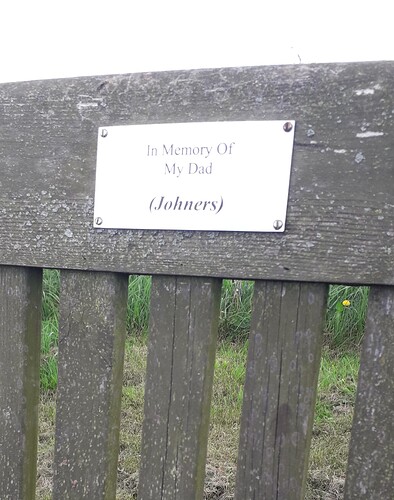 In Memory Of
My Dad
(Johners)